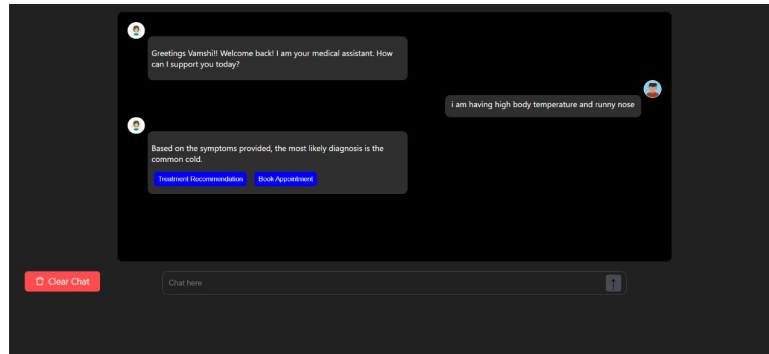 Greetings Vamshi!! Welcome back! I am your medical assistant. How
can I support you today?
i am having high body temperature and runny nose
Based on the symptoms provided, the most likely diagnosis is the
common cold.
Treatment Recommendation Book Appointment
Clear Chat
Chat here